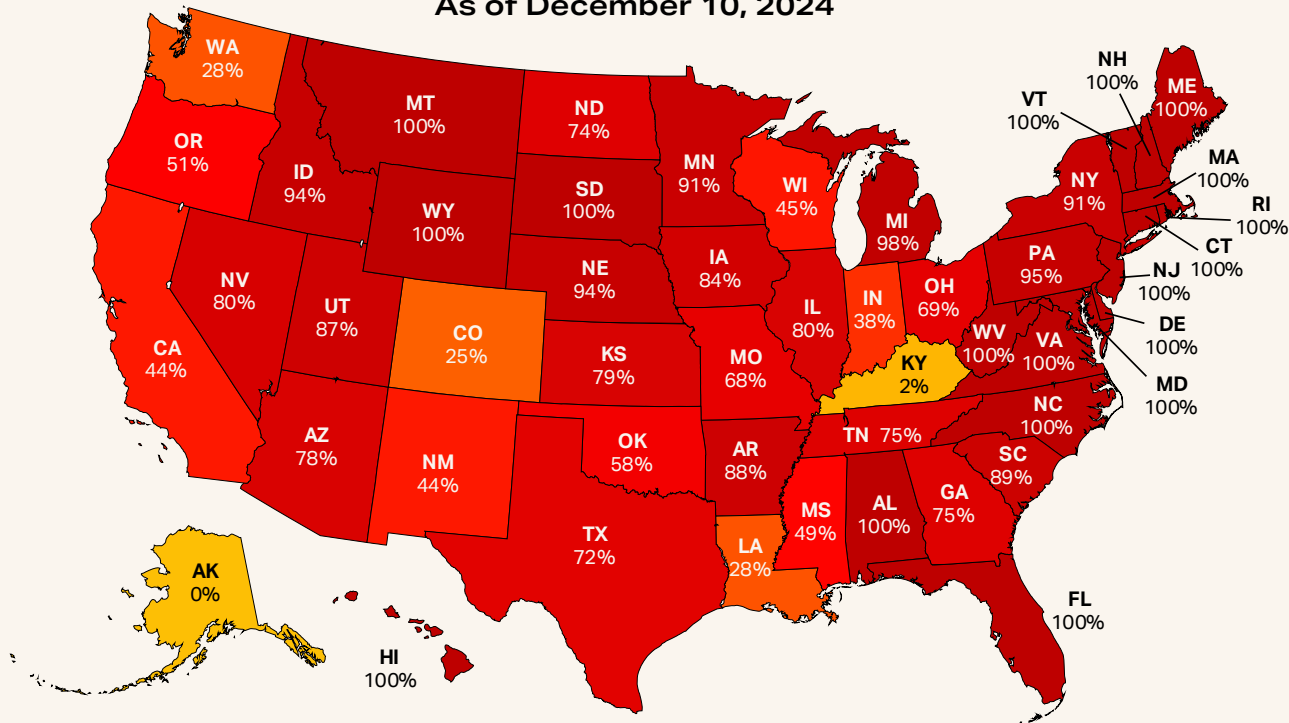 As of December 10, 2024
WA
28%
OR
51%
CA
44%
ID
94%
NV
80%
MT
100%
WY
100%
UT
87%
AZ
78%
CO
25%
NM
44%
ND
74%
SD
100%
NE
94%
KS
79%
OK
58%
TX
72%
MN
91%
IA
84%
MO
68%
AR
88%
LA
28%
WI
45%
IL
80%
MS
49%
MI
98%
IN
38%
OH
69%
KY
2%
TN 75%
AL
100%
GA
75%
WV
100%
VA
100%
NC
100%
SC
89%
FL
100%
PA
95%
NY
91%
VT
100%
NH
100%
ME
100%
MA
100%
RI
100%
CT
100%
NJ
100%
DE
100%
MD
100%
AK
0%
HI
100%